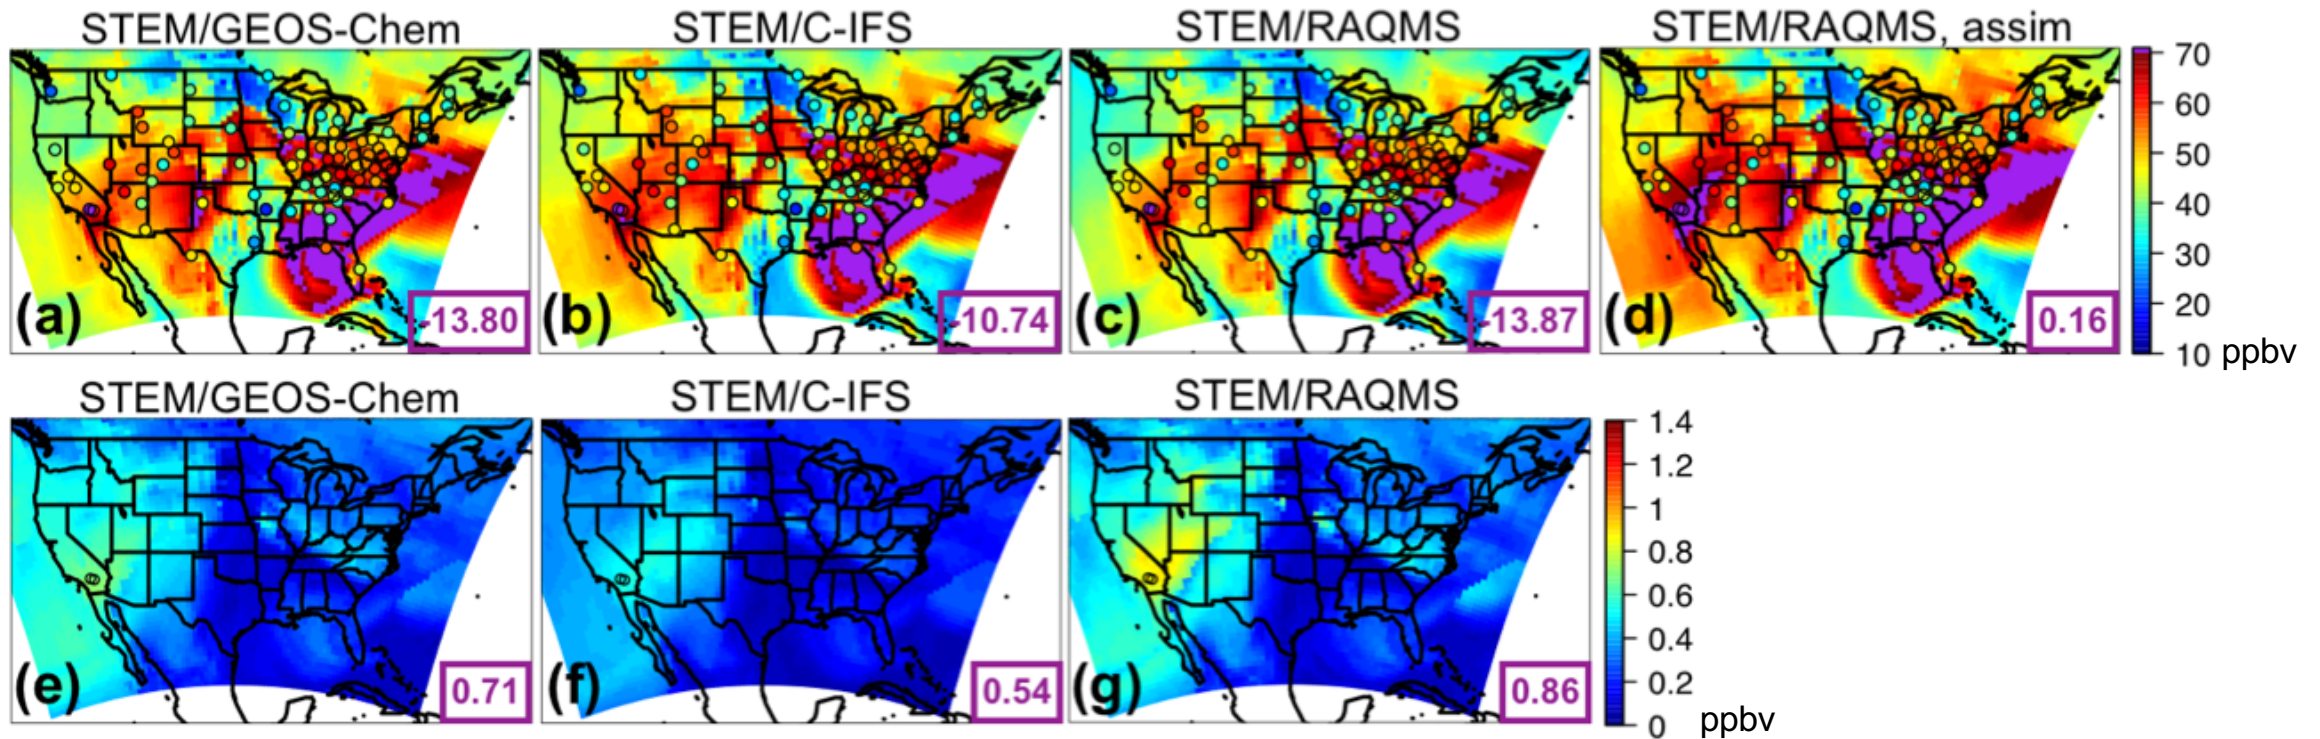 STEM/GEOS-Chem
STEM/C-IFS
STEM/RAQMS
STEM/RAQMS, assim
70
60
50
40
30
20
10 ppbv
(a)
-13.80
(b)
-10.74
(c)
-13.87
(d)
0.16
STEM/GEOS-Chem
STEM/C-IFS
STEM/RAQMS
1.4
1.2
1
0.8
0.6
0.4
0.2
0 ppbv
(e)
0.71
(f)
0.54
(g)
0.86